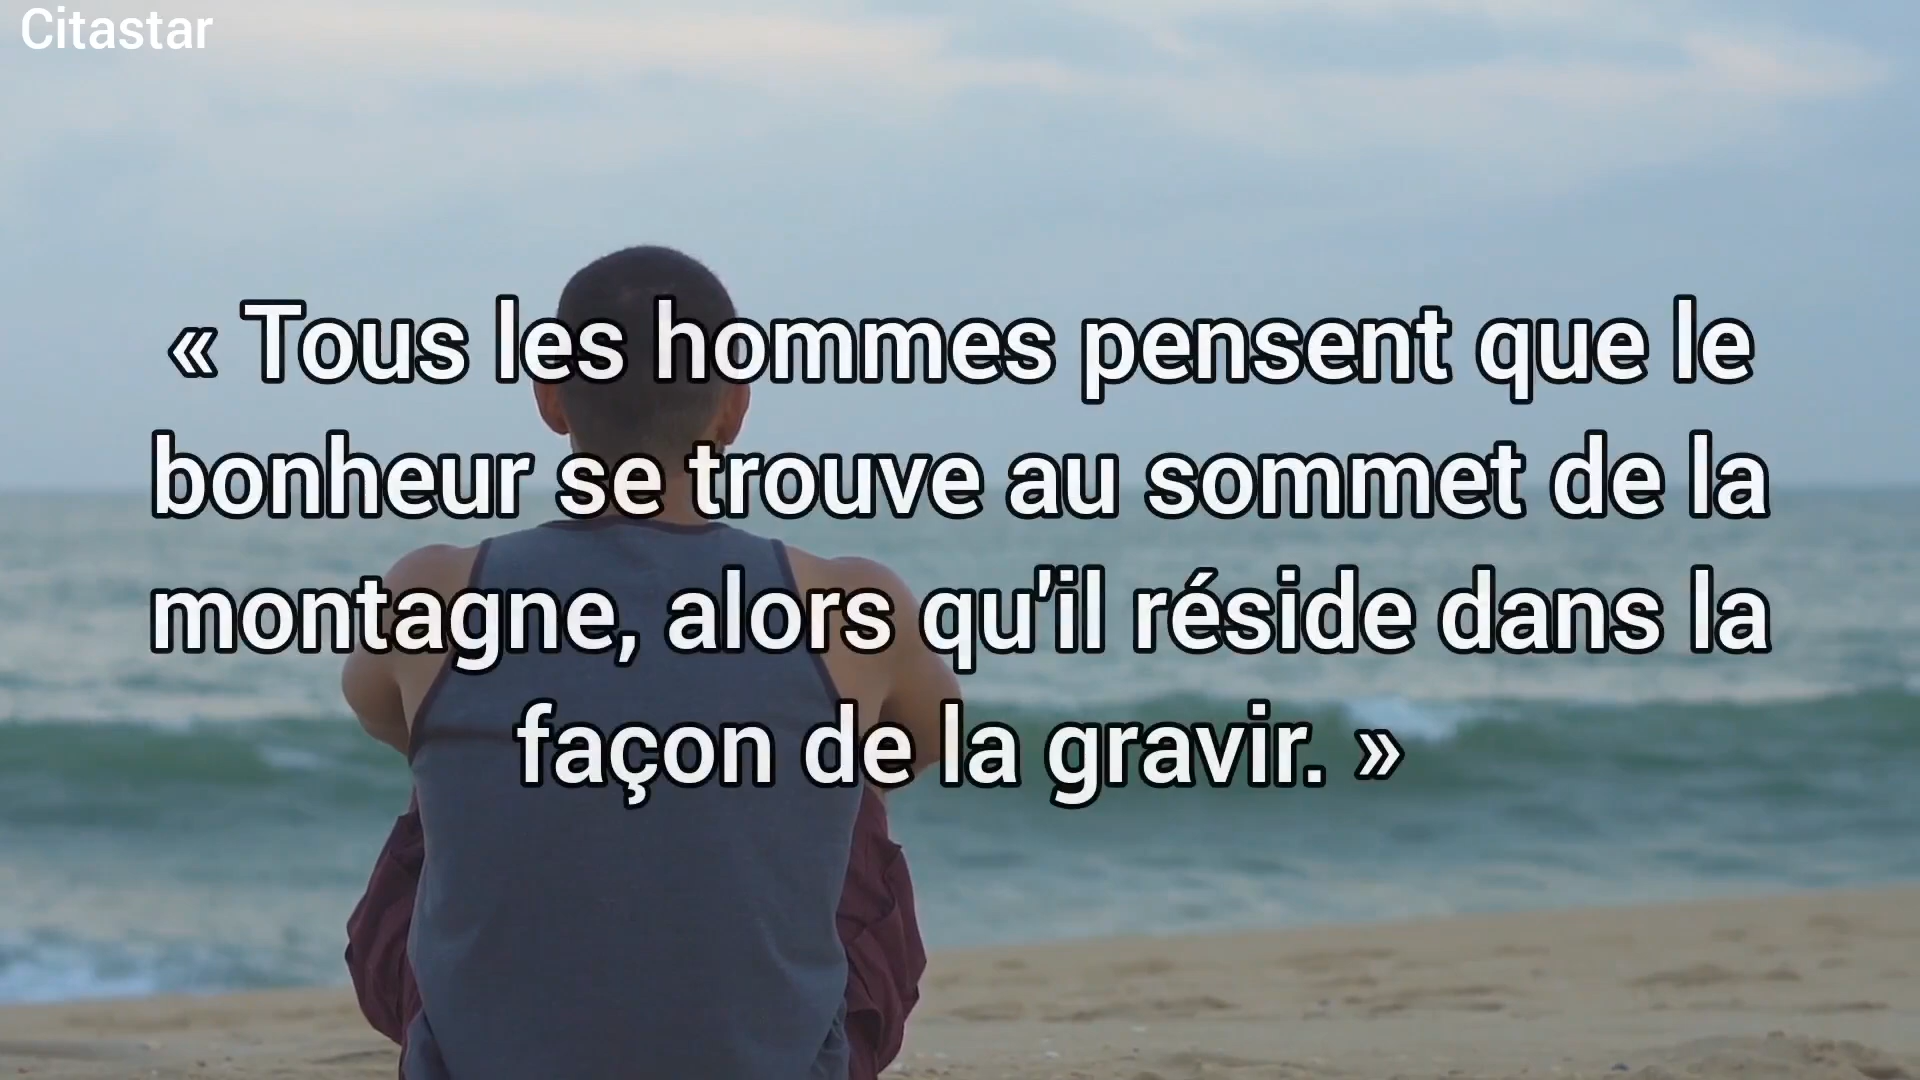 Citastar
« Tous les hommes pensent que le
bonheur se trouve au sommet de la
montagne, alors qu'il réside dans la
façon de la gravir. »